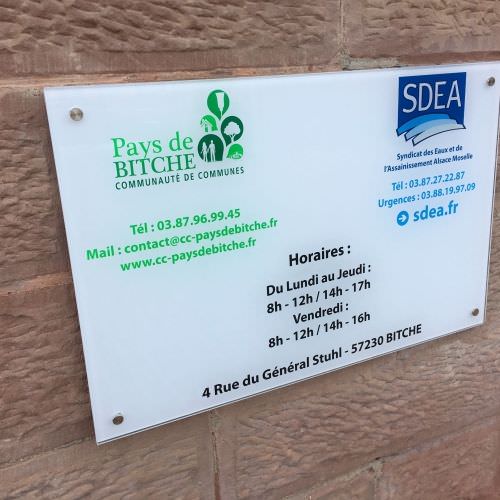 Pays de
BITCHE
COMMUNAUTÉ DE COMMUNES
Tél : 03.87.96.99.45
Mail : contact@cc-paysdebitche.fr
www.cc-paysdebitche.fr
SDEA
Syndicat des Eaux et de
l'Assainissement Alsace Moselle
Tél : 03.87.27.22.87
Urgences : 03.88.19.97.09
sdea.fr
Horaires :
Du Lundi au Jeudi :
8h - 12h / 14h - 17h
Vendredi :
8h - 12h / 14h - 16h
4 Rue du Général Stuhl - 57230 BITCHE